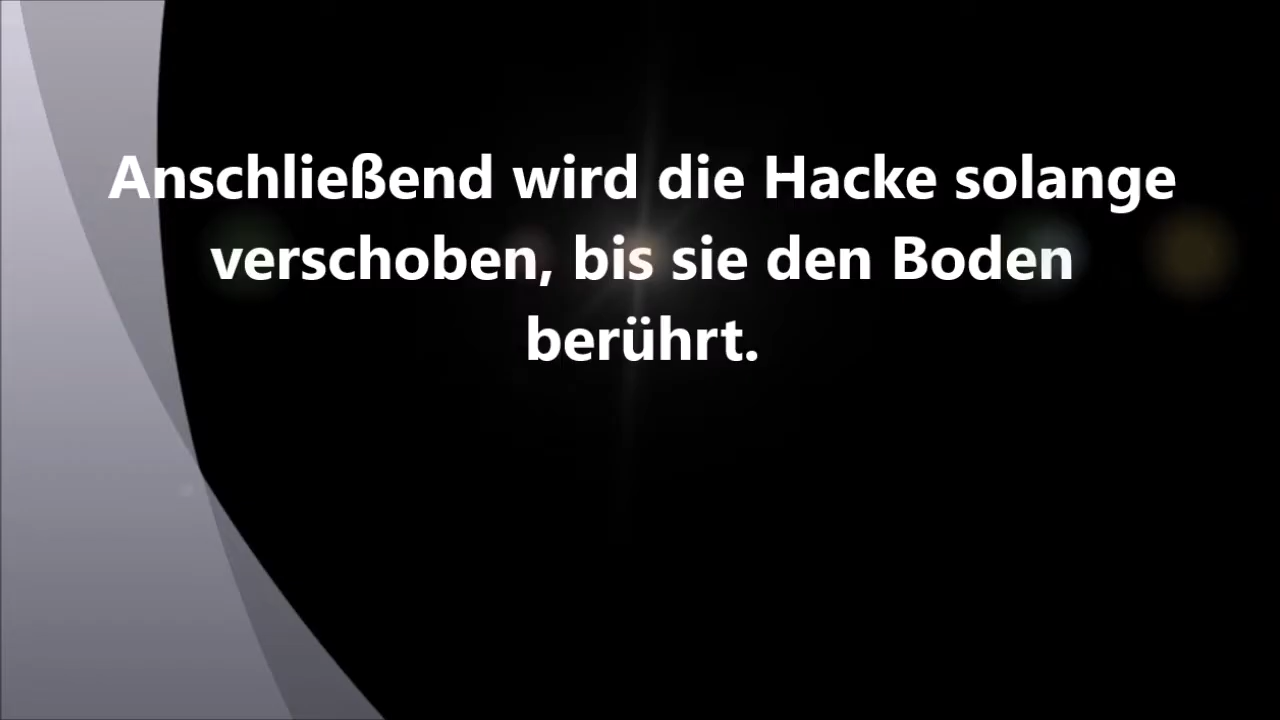 Anschließend wird die Hacke solange
verschoben, bis sie den Boden
berührt.